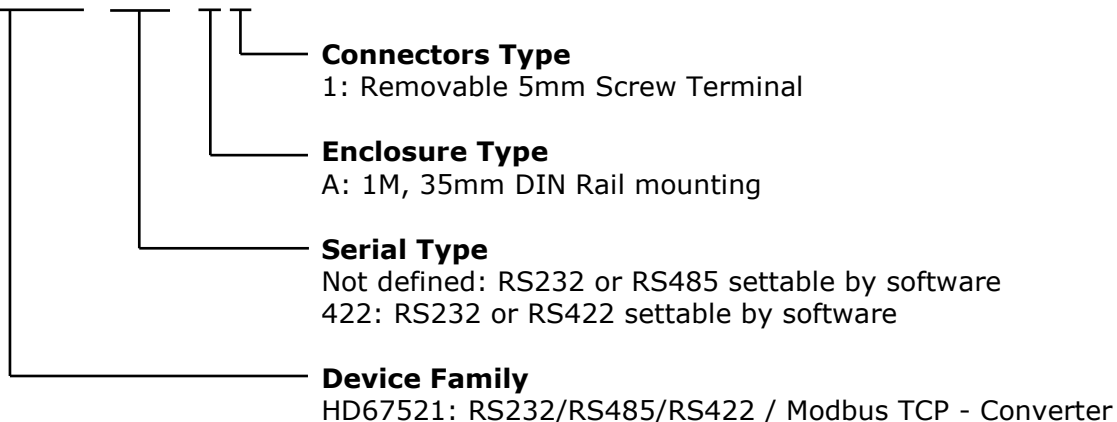 Connectors Type
1: Removable 5mm Screw Terminal
Enclosure Type
A: 1M, 35mm DIN Rail mounting
Serial Type
Not defined: RS232 or RS485 settable by software
422: RS232 or RS422 settable by software
Device Family
HD67521: RS232/RS485/RS422 / Modbus TCP - Converter